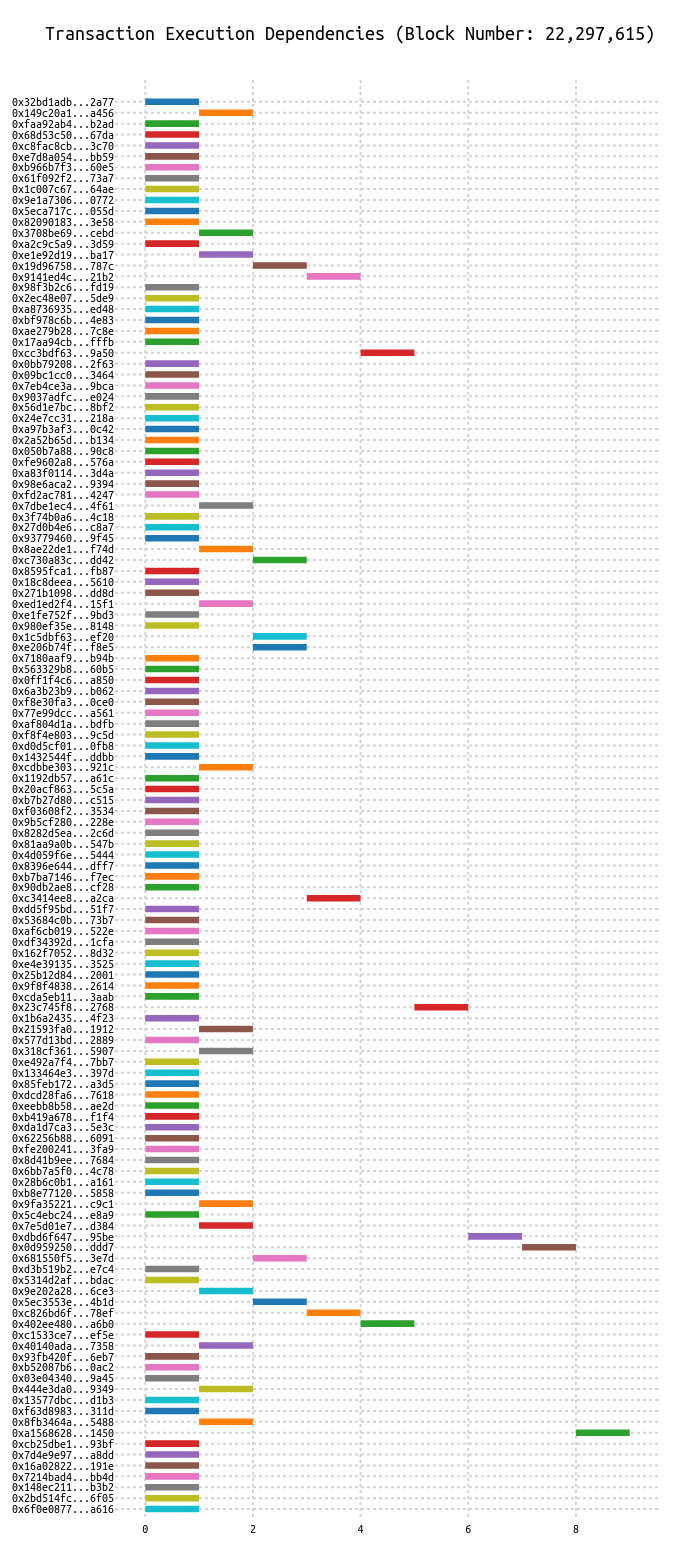 Transaction Execution Dependencies (Block Number: 22,297,615)
0x32bd1adb...2a77
0x149c20a1...a456
0xfaa92ab4...b2ad
0x68d53c50...67da
0xc8fac8cb...3c70
0xe7d8a054...bb59
0xb966b7f3...60e5
0x61f092f2...73a7
0x1c007c67...64ae
0x9e1a7306...0772
0x5eca717c...055d
0x82090183...3e58
0x3708be69...cebd
0xa2c9c5a9...3d59
0xe1e92d19...ba17
0x19d96758...787c
0x9141ed4c...21b2
0x98f3b2c6...fd19
0x2ec48e07...5de9
0xa8736935...ed48
0xbf978c6b...4e83
0xae279b28...7c8e
0x17aa94cb...fffb
0xcc3bdf63...9a50
0x0bb79208...2f63
0x09bc1cc0...3464
0x7eb4ce3a...9bca
0x9037adfc...e024
0x56d1e7bc...8bf2
0x24e7cc31...218a
0xa97b3af3...0c42
0x2a52b65d...b134
0x050b7a88...90c8
0xfe9602a8...576a
0xa83f0114...3d4a
0x98e6aca2...9394
0xfd2ac781...4247
0x7dbe1ec4...4f61
0x3f74b0a6...4c18
0x27d0b4e6...c8a7
0x93779460...9f45
0x8ae22de1...f74d
0xc730a83c...dd42
0x8595fca1...fb87
0x18c8deea...5610
0x271b1098...dd8d
0xed1ed2f4...15f1
0xe1fe752f...9bd3
0x980ef35e...8148
0x1c5dbf63...ef20
0xe206b74f...f8e5
0x7180aaf9...b94b
0x563329b8...60b5
0x0ff1f4c6...a850
0x6a3b23b9...b062
0xf8e30fa3...0ce0
0x77e99dcc...a561
0xaf804d1a...bdfb
0xf8f4e803...9c5d
0xd0d5cf01...0fb8
0x1432544f...ddbb
0xcdbbe303...921c
0x1192db57...a61c
0x20acf863...5c5a
0xb7b27d80...c515
0xf03608f2...3534
0x9b5cf280...228e
0x8282d5ea...2c6d
0x81aa9a0b...547b
0x4d059f6e...5444
0x8396e644...dff7
0xb7ba7146...f7ec
0x90db2ae8...cf28
0xc3414ee8...a2ca
0xdd5f95bd...51f7
0x53684c0b...73b7
0xaf6cb019...522e
0xdf34392d...1cfa
0x162f7052...8d32
0xe4e39135...3525
0x25b12d84...2001
0x9f8f4838...2614
0xcda5eb11...3aab
0x23c745f8...2768
0x1b6a2435...4f23
0x21593fa0...1912
0x577d13bd...2889
0x318cf361...5907
0xe492a7f4...7bb7
0x133464e3...397d
0x85feb172...a3d5
0xdcd28fa6...7618
0xeebb8b58...ae2d
0xb419a678...f1f4
0xda1d7ca3...5e3c
0x62256b88...6091
0xfe200241...3fa9
0x8d41b9ee...7684
0x6bb7a5f0...4c78
0x28b6c0b1...a161
0xb8e77120...5858
0x9fa35221...c9c1
0x5c4ebc24...e8a9
0x7e5d01e7...d384
0xdbd6f647...95be
0x0d959250...ddd7
0x681550f5...3e7d
0xd3b519b2...e7c4
0x5314d2af...bdac
0x9e202a28...6ce3
0x5ec3553e...4b1d
0xc826bd6f...78ef
0x402ee480...a6b0
0xc1533ce7...ef5e
0x40140ada...7358
0x93fb420f...6eb7
0xb52087b6...0ac2
0x03e04340...9a45
0x444e3da0...9349
0x13577dbc...d1b3
0xf63d8983...311d
0x8fb3464a...5488
0xa1568628...1450
0xcb25dbe1...93bf
0x7d4e9e97...a8dd
0x16a02822...191e
0x7214bad4...bb4d
0x148ec211...b3b2
0x2bd514fc...6f05
0x6f0e0877...a616
0 2 4 6 8